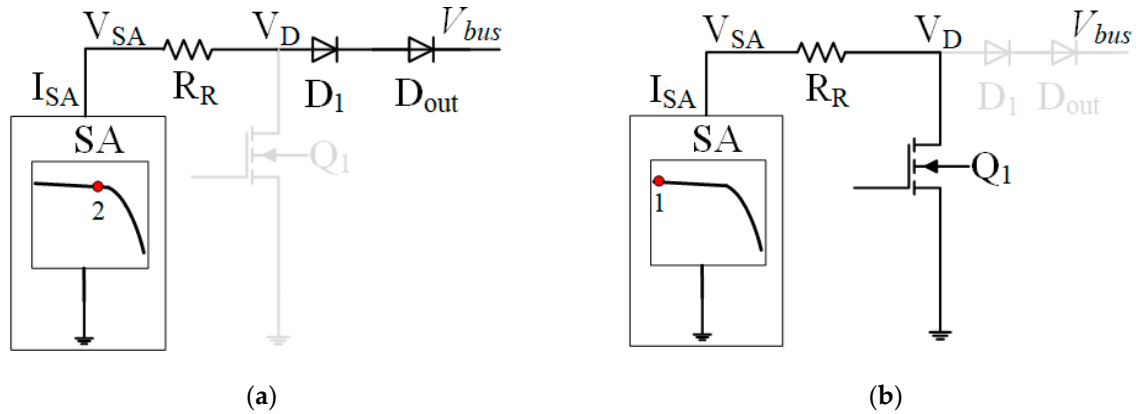 V_SA V_D V_bus
R_R D_1 D_out
I_SA
SA
Q_1
2
(a)
V_SA V_D V_bus
R_R D_1 D_out
I_SA
SA
Q_1
1
(b)